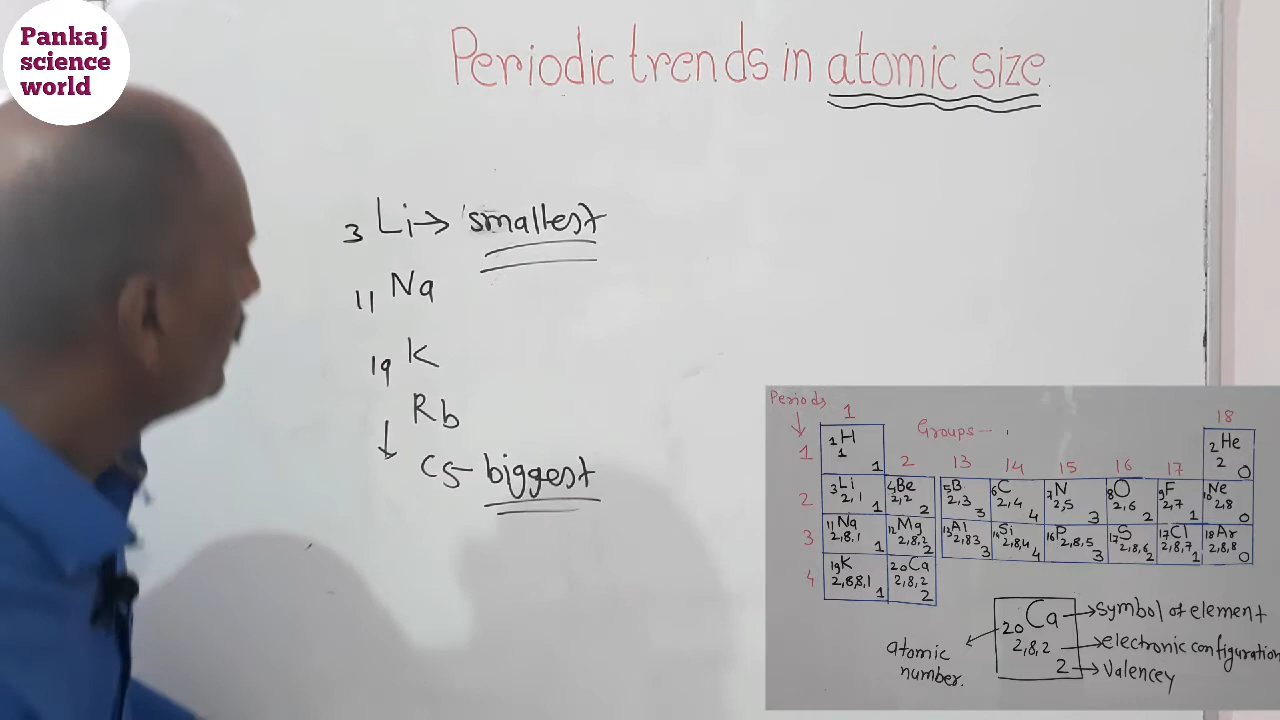 Pankaj
science
world
Periodic trends in atomic size.
3 Li → smallest
11 Na
19 K
Rb
↓ Cs - biggest
Periods
1 18
Groups --
1 1 H 1 1 2 He 2 0
2 13 14 15 16 17
2 3 Li 2,1 1 4 Be 2,2 2 5 B 2,3 3 6 C 2,4 4 7 N 2,5 3 8 O 2,6 2 9 F 2,7 1 10 Ne 2,8 0
3 11 Na 2,8,1 1 12 Mg 2,8,2 2 13 Al 2,83 3 14 Si 2,8,4 4 16 P 2,8,5 3 17 S 2,8,6 2 17 Cl 2,8,7 1 18 Ar 2,8,8 0
4 19 K 2,8,8,1 1 20 Ca 2,8,2 2
20 Ca → symbol of element
2,8,2 → electronic configuration
2 → Valencey
atomic
number.